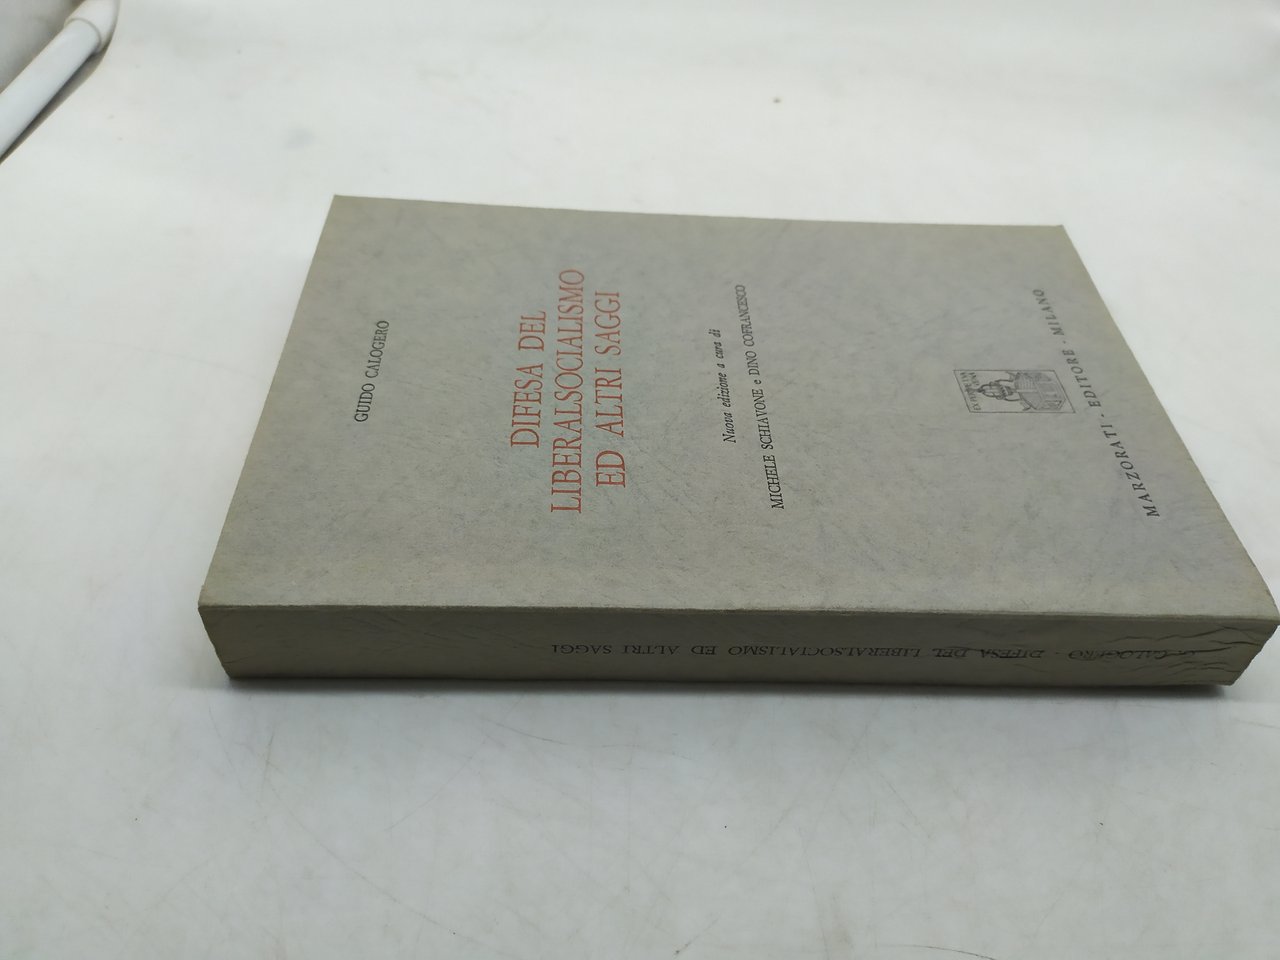 GUIDO CALOGERO
DIFESA DEL
LIBERALSOCIALISMO
ED ALTRI SAGGI
Nuova edizione a cura di
MICHELE SCHIAVONE e DINO COFRANCESCO
MARZORATI - EDITORE - MILANO
G. CALOGERO - DIFESA DEL LIBERALSOCIALISMO ED ALTRI SAGGI